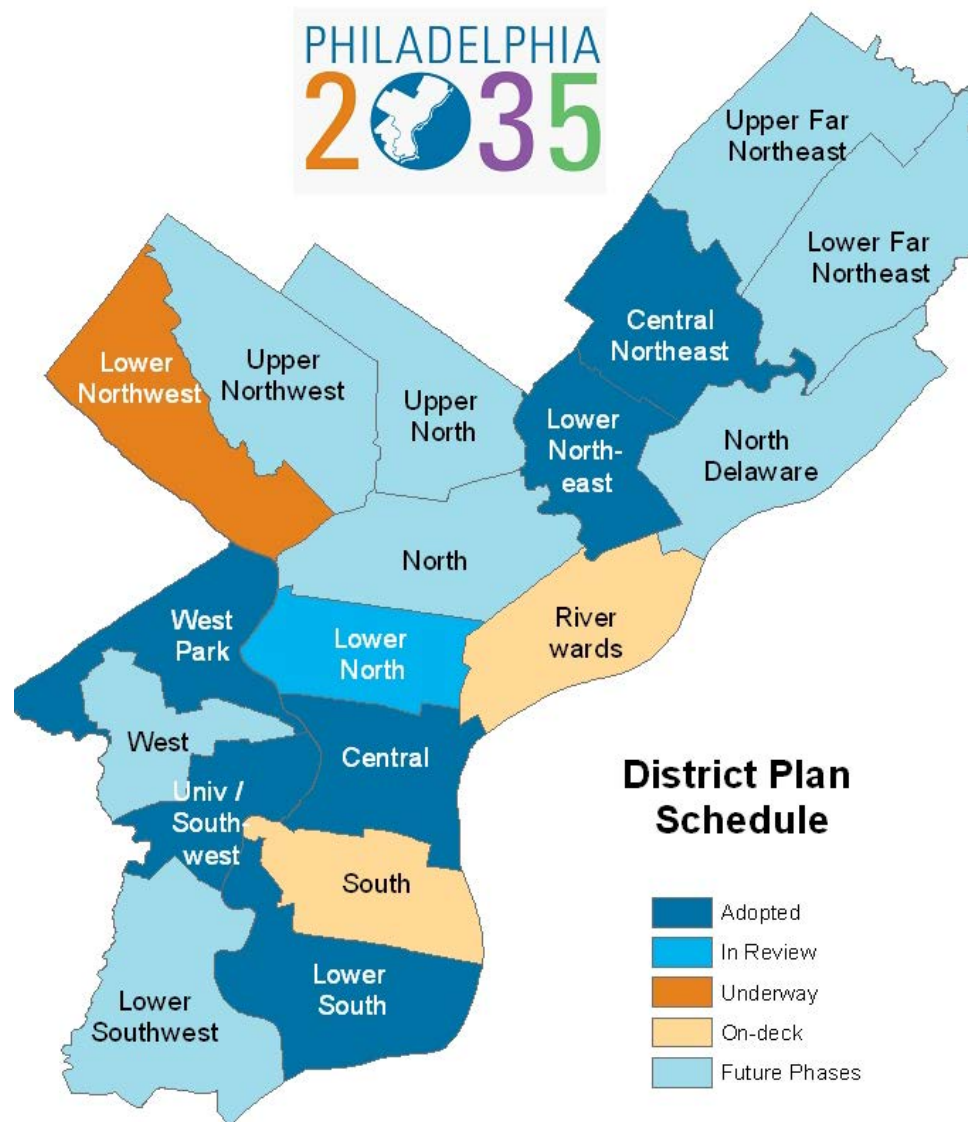 PHILADELPHIA
2035
Upper Far
Northeast
Lower Far
Northeast
Central
Northeast
Lower
Northwest
Upper
Northwest
Upper
North
Lower
North-
east
North
Delaware
North
West
Park
Lower
North
River
wards
West
Central
Univ /
South-
west
South
Lower
South
Lower
Southwest
District Plan
Schedule
Adopted
In Review
Underway
On-deck
Future Phases